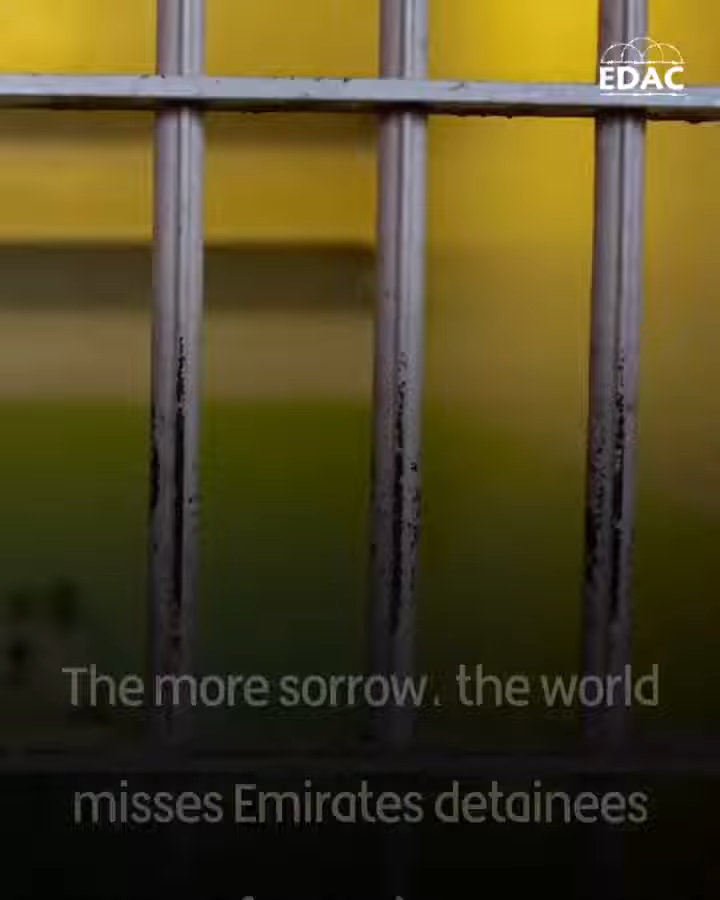 EDAC
The more sorrow. the world
misses Emirates detainees